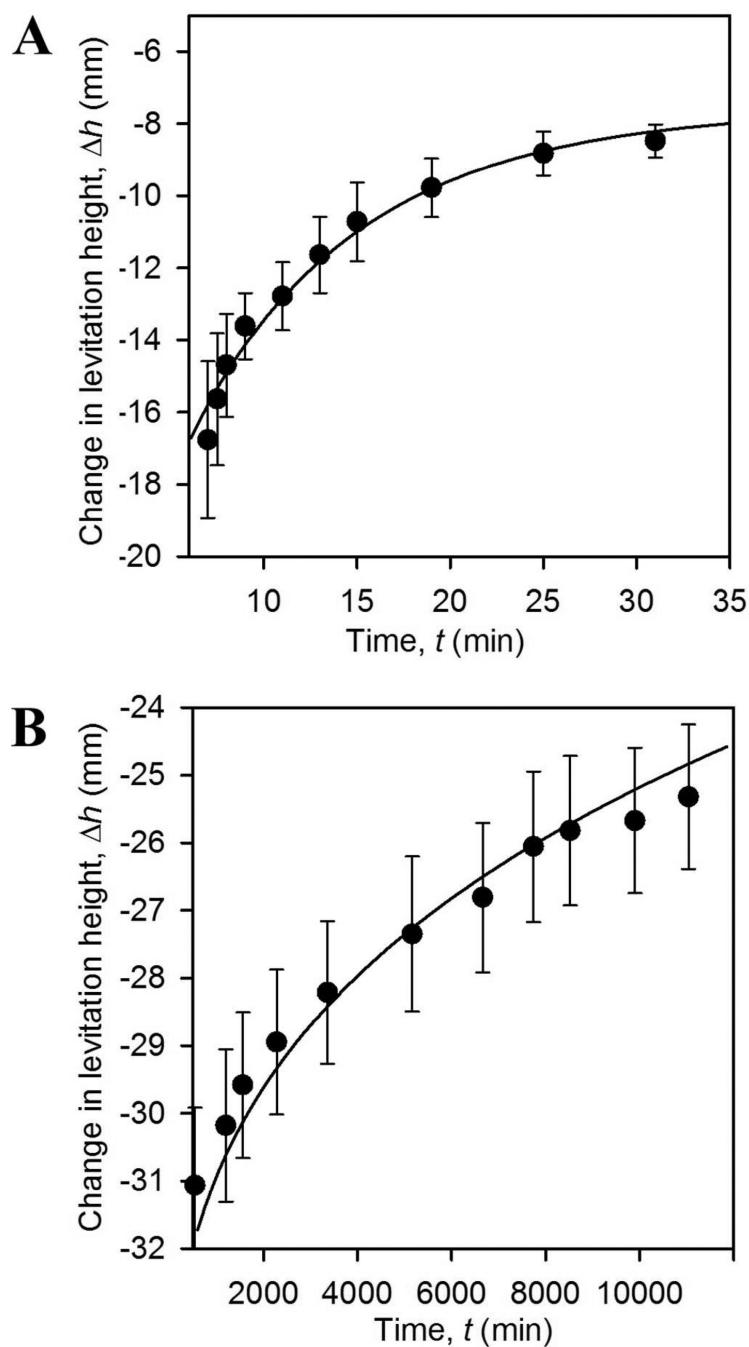 A
Change in levitation height, Δh (mm)
-6
-8
-10
-12
-14
-16
-18
-20
10 15 20 25 30 35
Time, t (min)
B
Change in levitation height, Δh (mm)
-24
-25
-26
-27
-28
-29
-30
-31
-32
2000 4000 6000 8000 10000
Time, t (min)